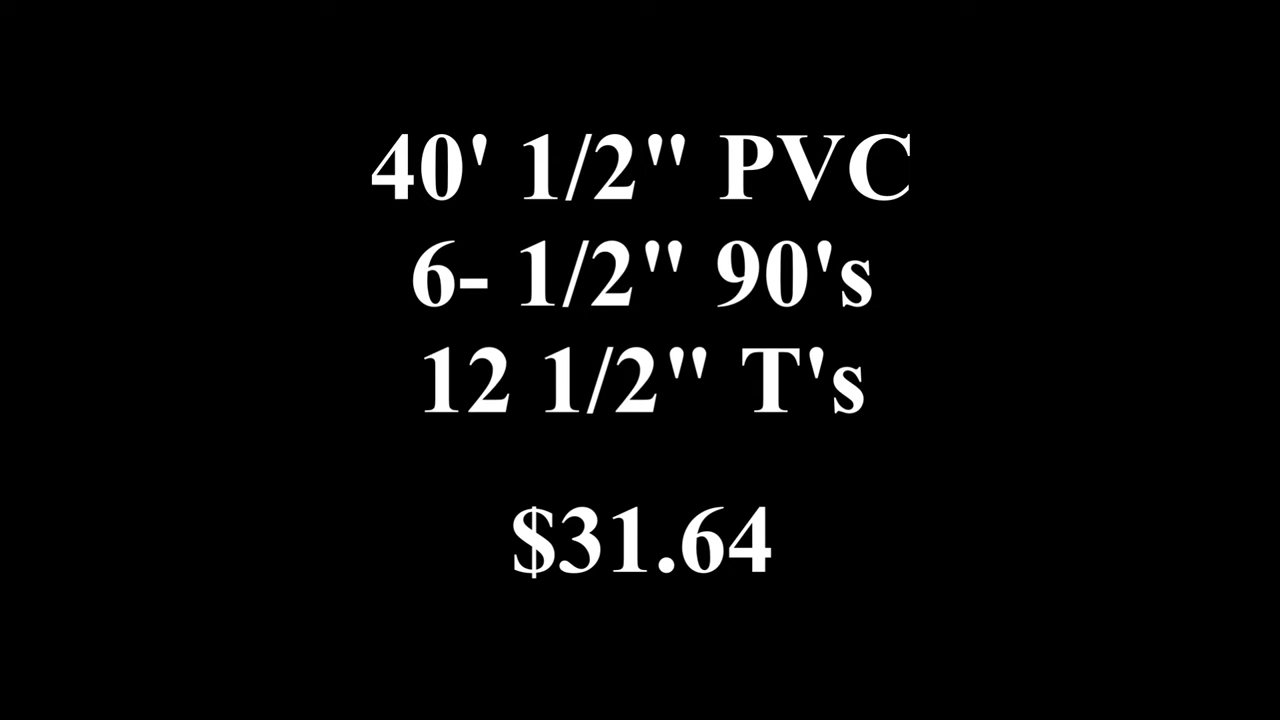 40' 1/2" PVC
6- 1/2" 90's
12 1/2" T's
$31.64